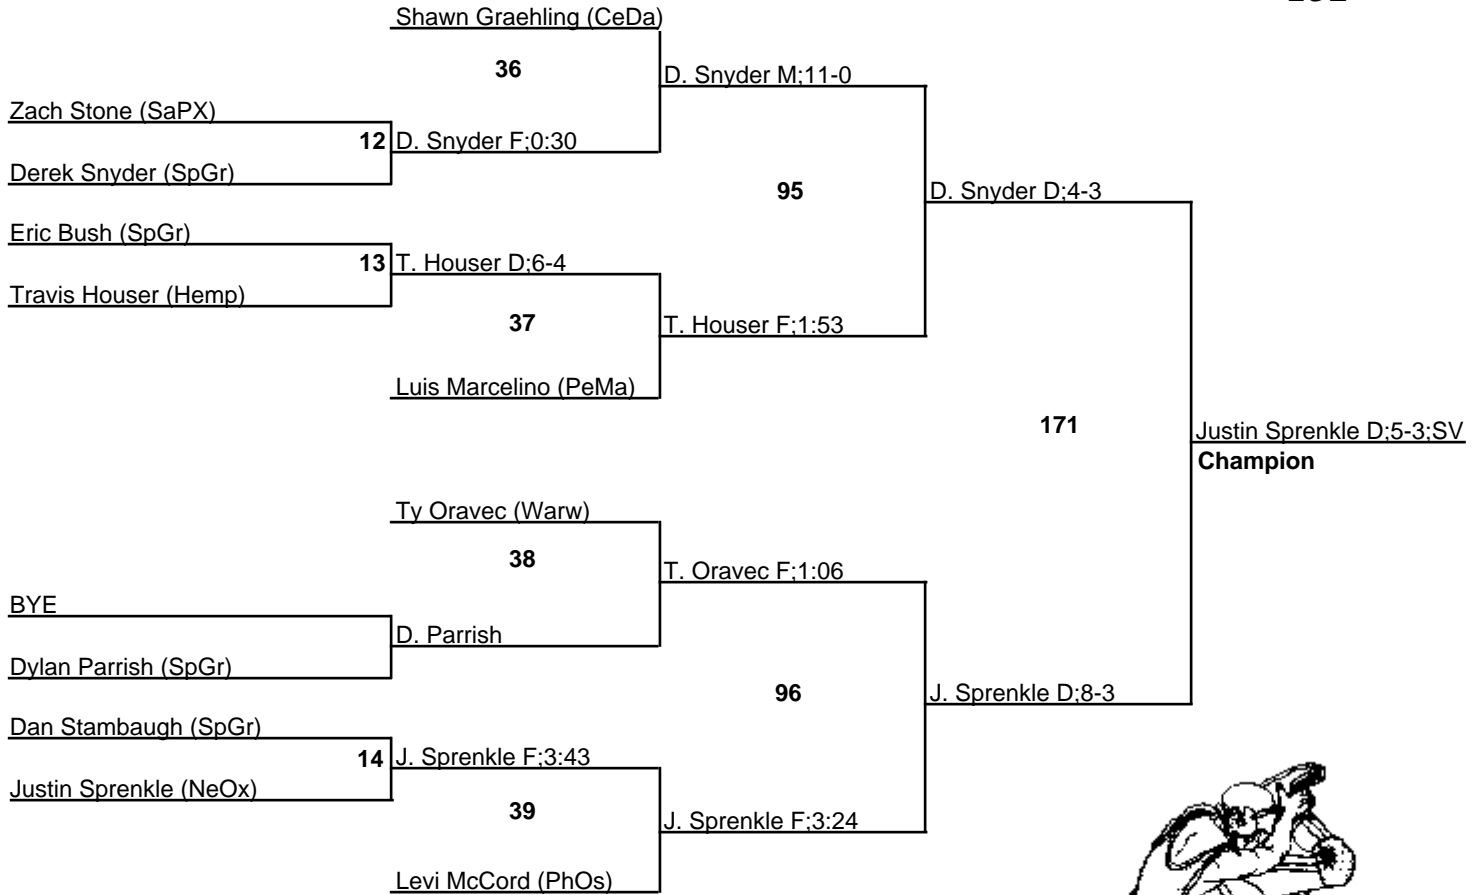 Shawn Graehling (CeDa)
36
D. Snyder M;11-0
Zach Stone (SaPX)
12 D. Snyder F;0:30
Derek Snyder (SpGr)
95
D. Snyder D;4-3
Eric Bush (SpGr)
13 T. Houser D;6-4
Travis Houser (Hemp)
37
T. Houser F;1:53
Luis Marcelino (PeMa)
171
Justin Sprenkle D;5-3;SV
Champion
Ty Oravec (Warw)
38
T. Oravec F;1:06
BYE
D. Parrish
Dylan Parrish (SpGr)
96
J. Sprenkle D;8-3
Dan Stambaugh (SpGr)
14 J. Sprenkle F;3:43
Justin Sprenkle (NeOx)
39
J. Sprenkle F;3:24
Levi McCord (PhOs)